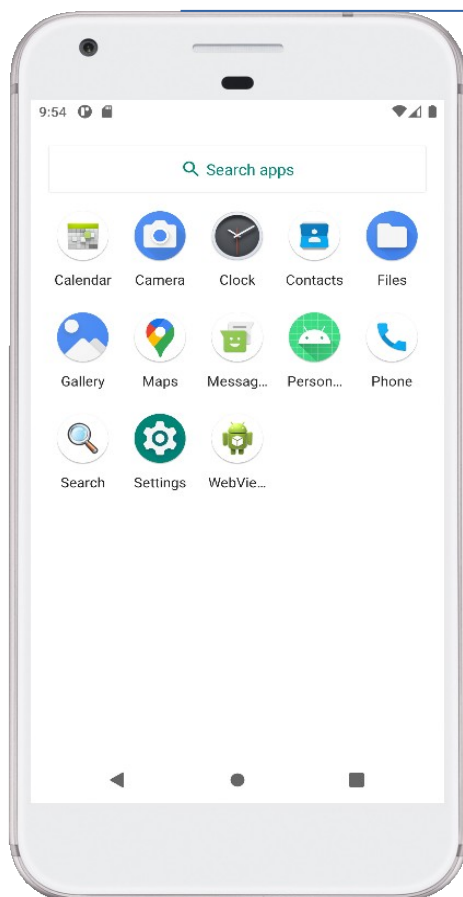 9:54
Search apps
Calendar Camera Clock Contacts Files
Gallery Maps Messag... Person... Phone
Search Settings WebVie...